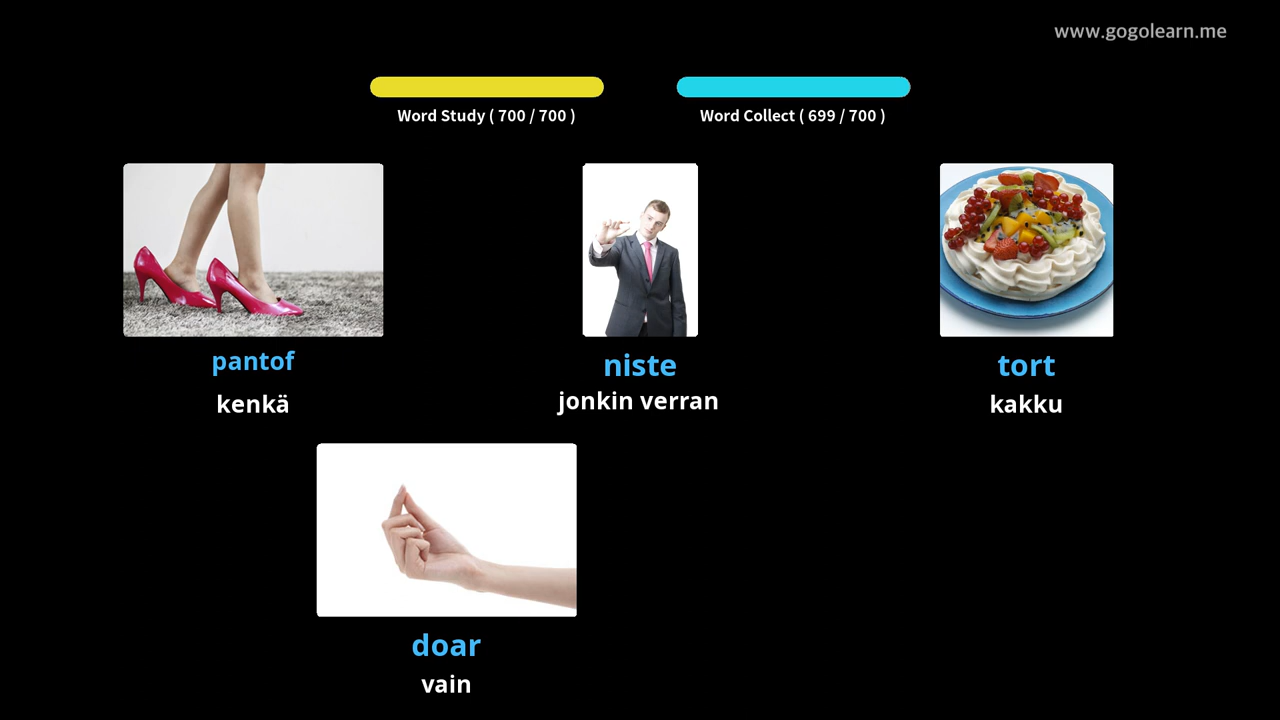 www.gogolearn.me
Word Study ( 700 / 700 )
Word Collect ( 699 / 700 )
pantof
niste
tort
kenkä
jonkin verran
kakku
doar
vain